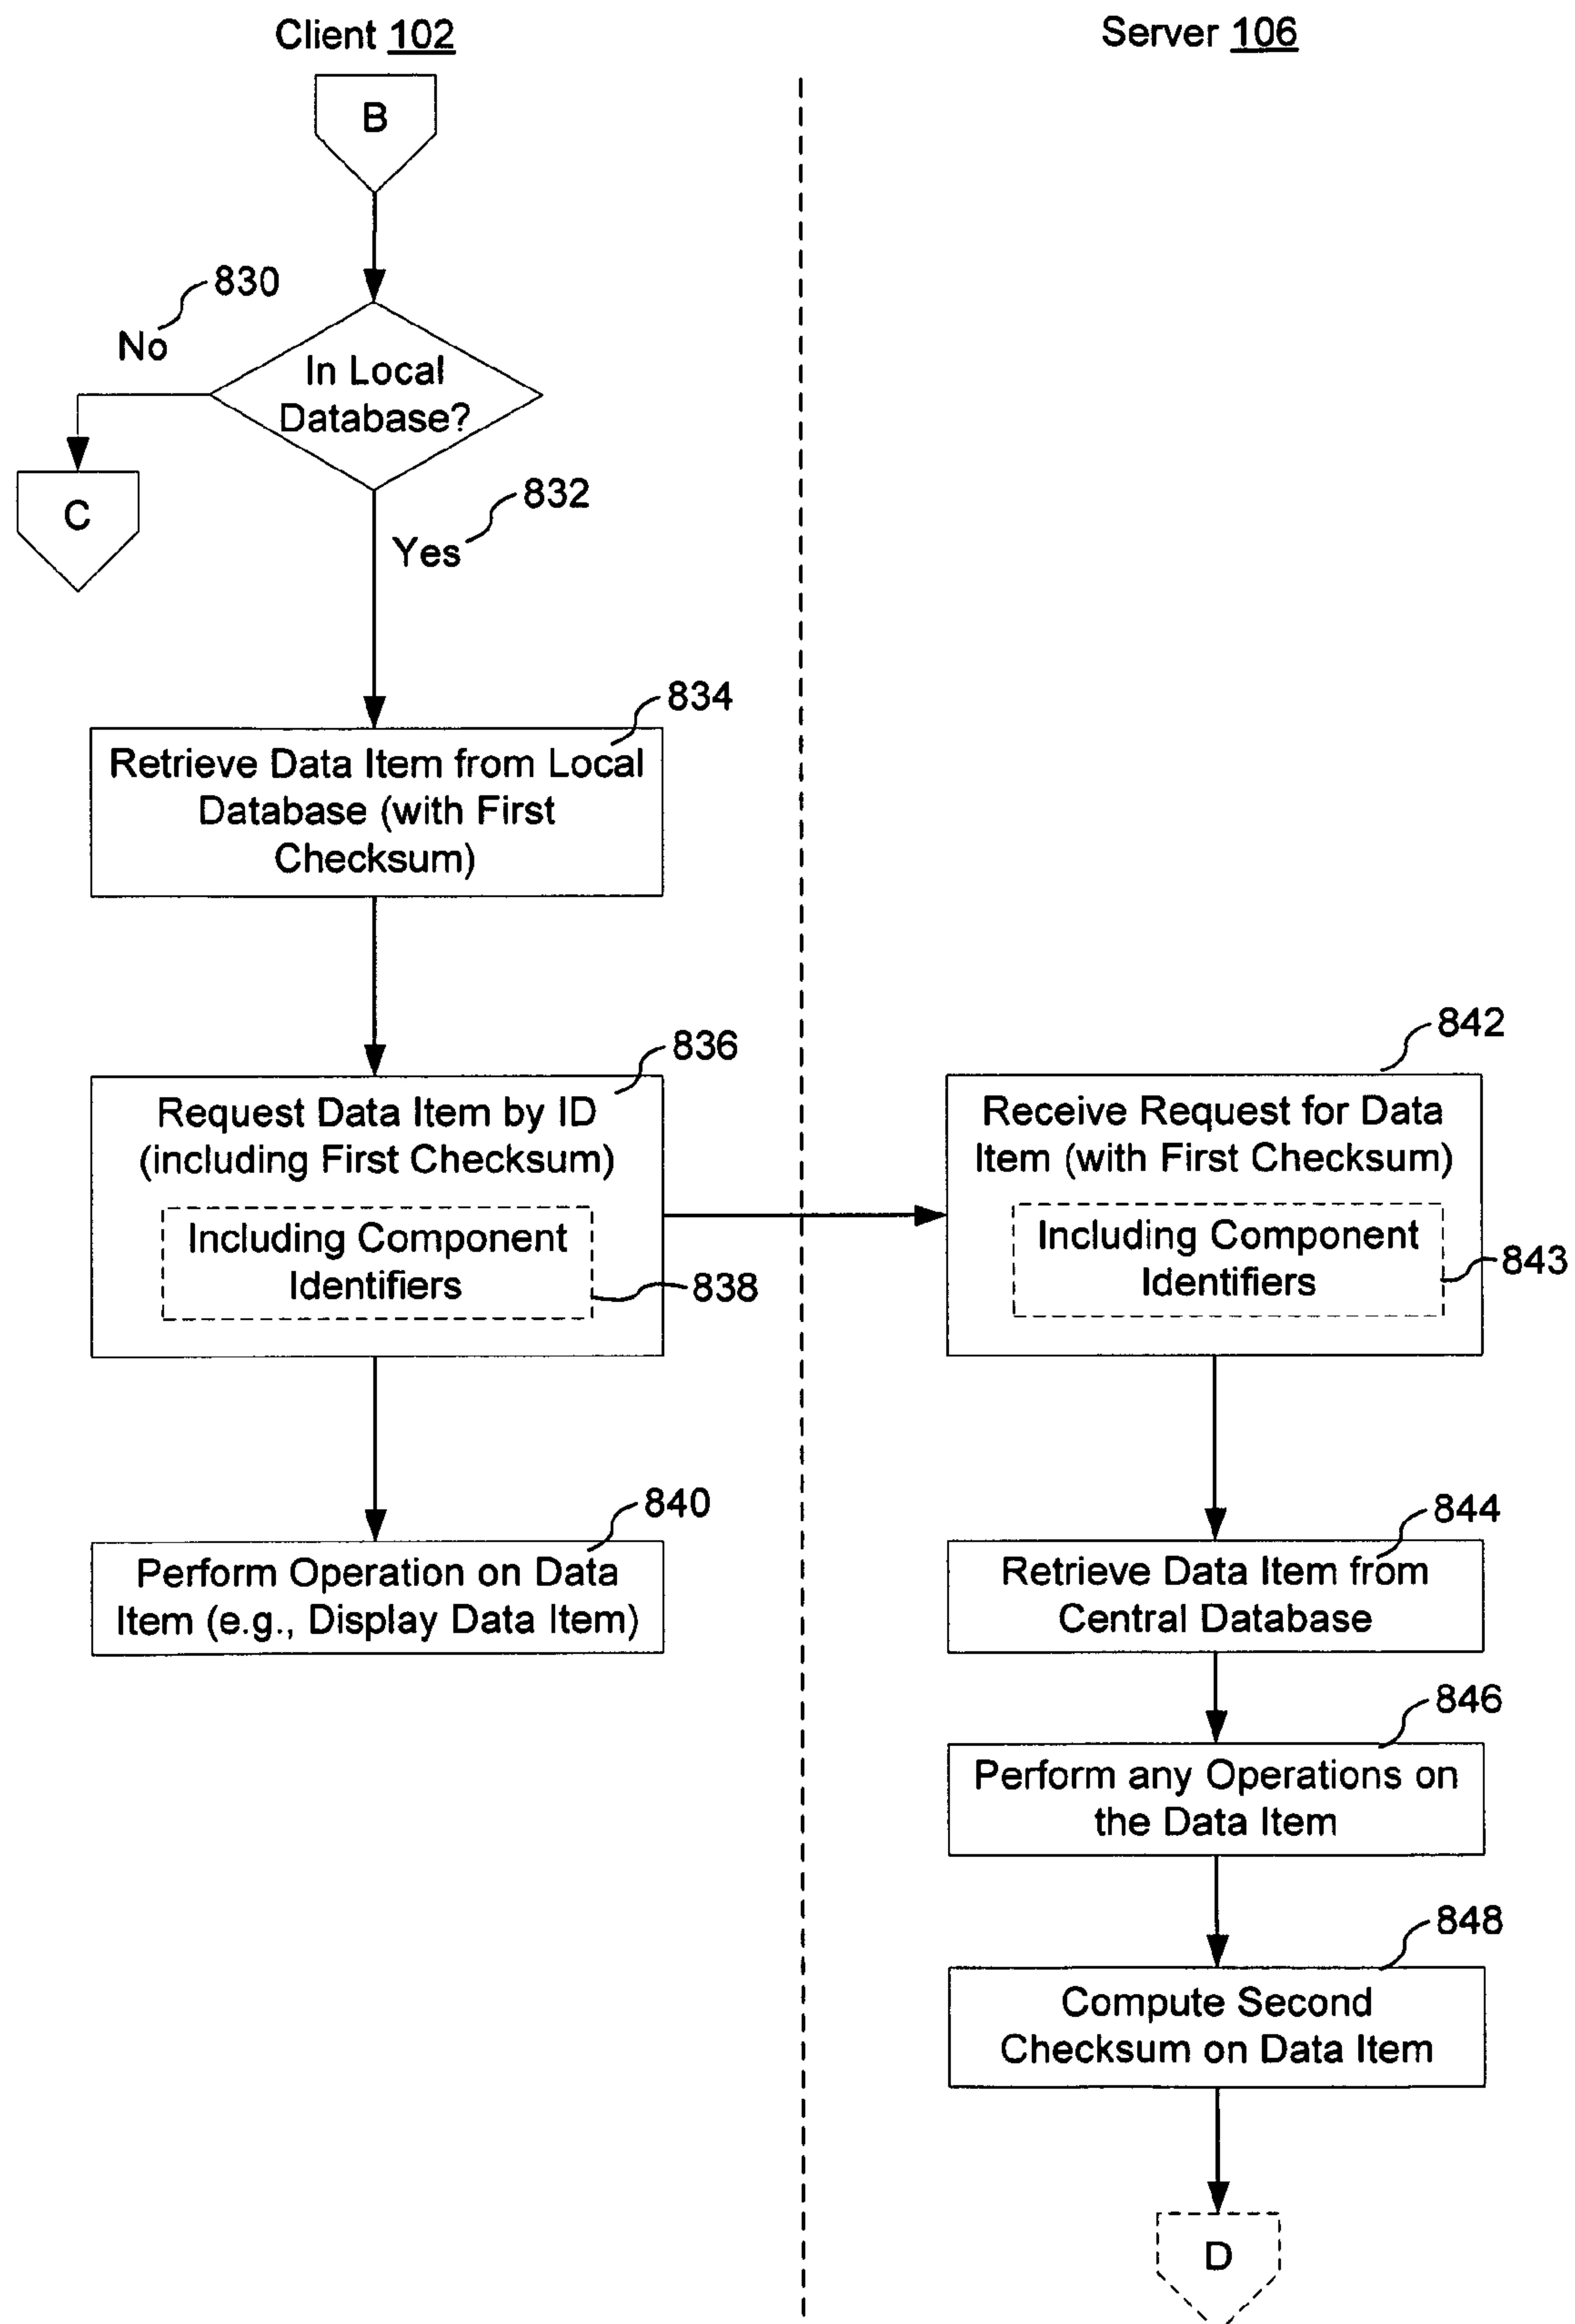 Client 102
Server 106
B
830
No
In Local
Database?
C
832
Yes
834
Retrieve Data Item from Local
Database (with First
Checksum)
836
Request Data Item by ID
(including First Checksum)
Including Component
Identifiers
838
842
Receive Request for Data
Item (with First Checksum)
Including Component
Identifiers
843
840
Perform Operation on Data
Item (e.g., Display Data Item)
844
Retrieve Data Item from
Central Database
846
Perform any Operations on
the Data Item
848
Compute Second
Checksum on Data Item
D